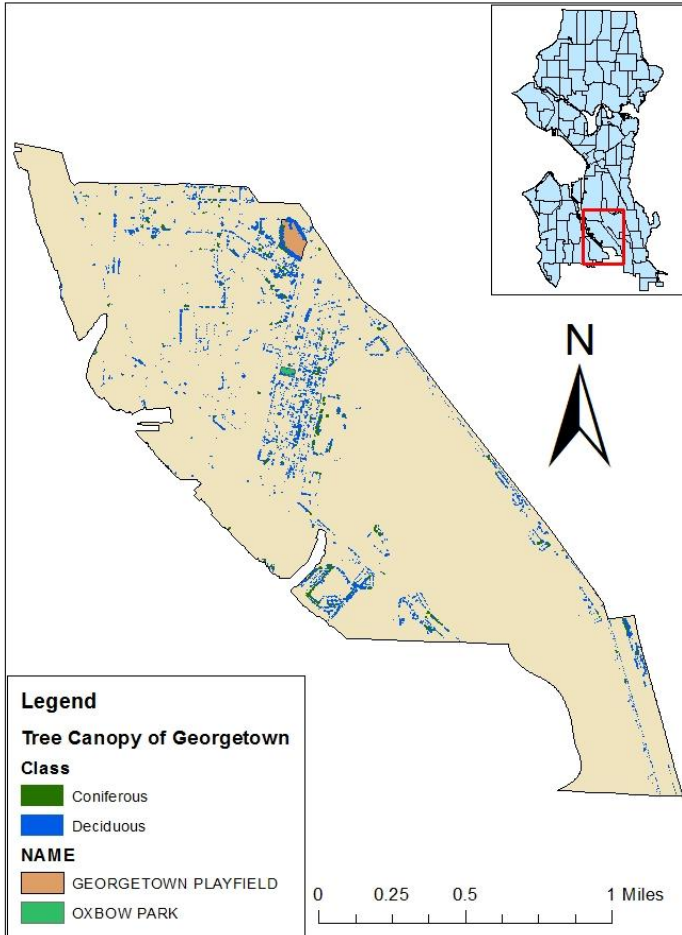 N
Legend
Tree Canopy of Georgetown
Class
Coniferous
Deciduous
NAME
GEORGETOWN PLAYFIELD
OXBOW PARK
0 0.25 0.5 1 Miles